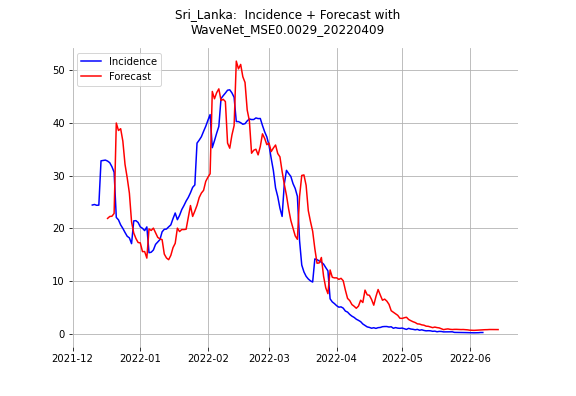 Sri_Lanka:  Incidence + Forecast with
WaveNet_MSE0.0029_20220409
Incidence
Forecast
50
40
30
20
10
0
2021-12 2022-01 2022-02 2022-03 2022-04 2022-05 2022-06